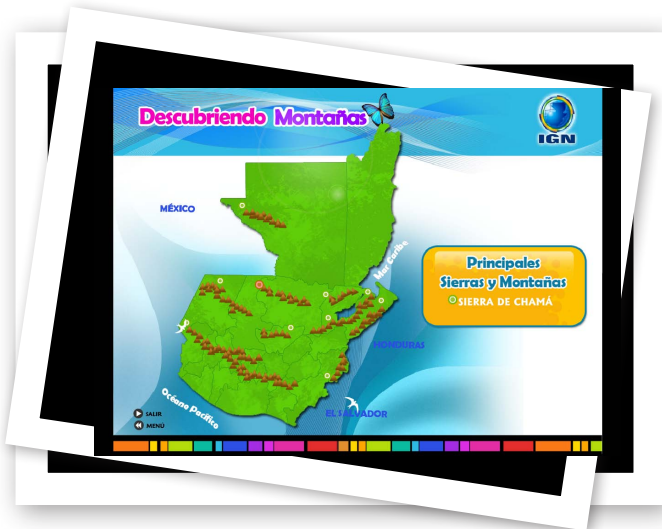 Descubriendo Montañas
IGN
MÉXICO
Mar Caribe
Principales
Sierras y Montañas
SIERRA DE CHAMÁ
HONDURAS
Océano Pacífico
EL SALVADOR
SALIR
MENÚ